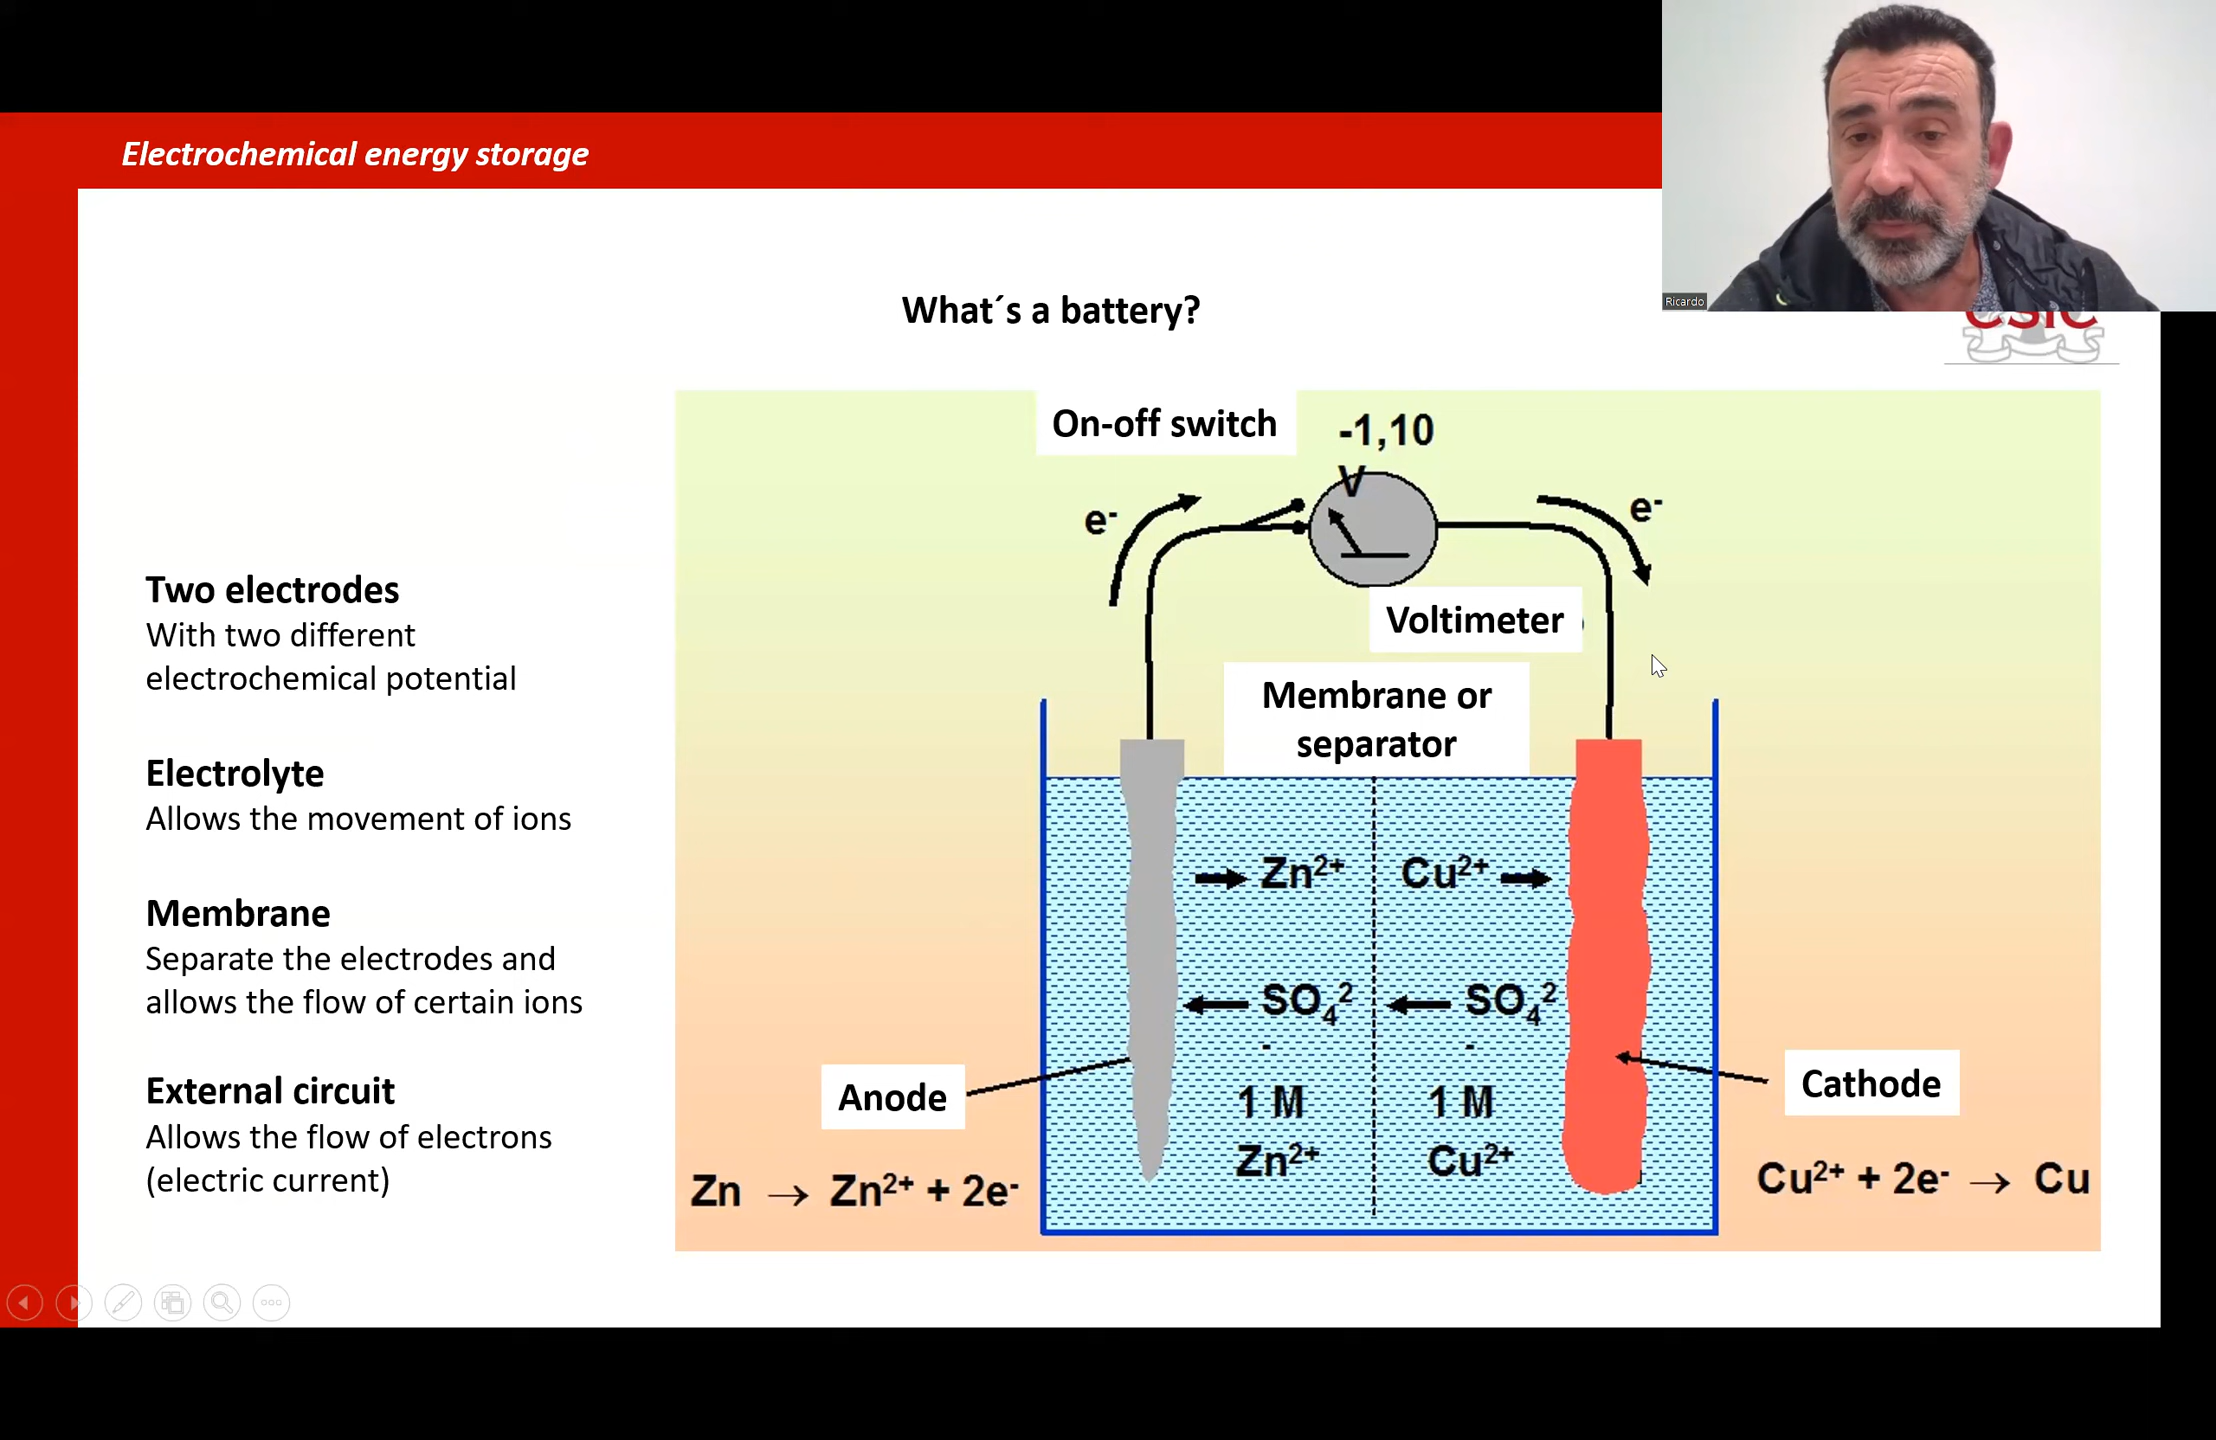 Electrochemical energy storage
Ricardo
CSIC
What´s a battery?
Two electrodes
With two different
electrochemical potential
Electrolyte
Allows the movement of ions
Membrane
Separate the electrodes and
allows the flow of certain ions
External circuit
Allows the flow of electrons
(electric current)
On-off switch
-1,10
V
e-
e-
Voltimeter
Membrane or
separator
Zn2+
Cu2+
SO42
-
SO42
-
1 M
Zn2+
1 M
Cu2+
Anode
Cathode
Zn → Zn2+ + 2e-
Cu2+ + 2e- → Cu